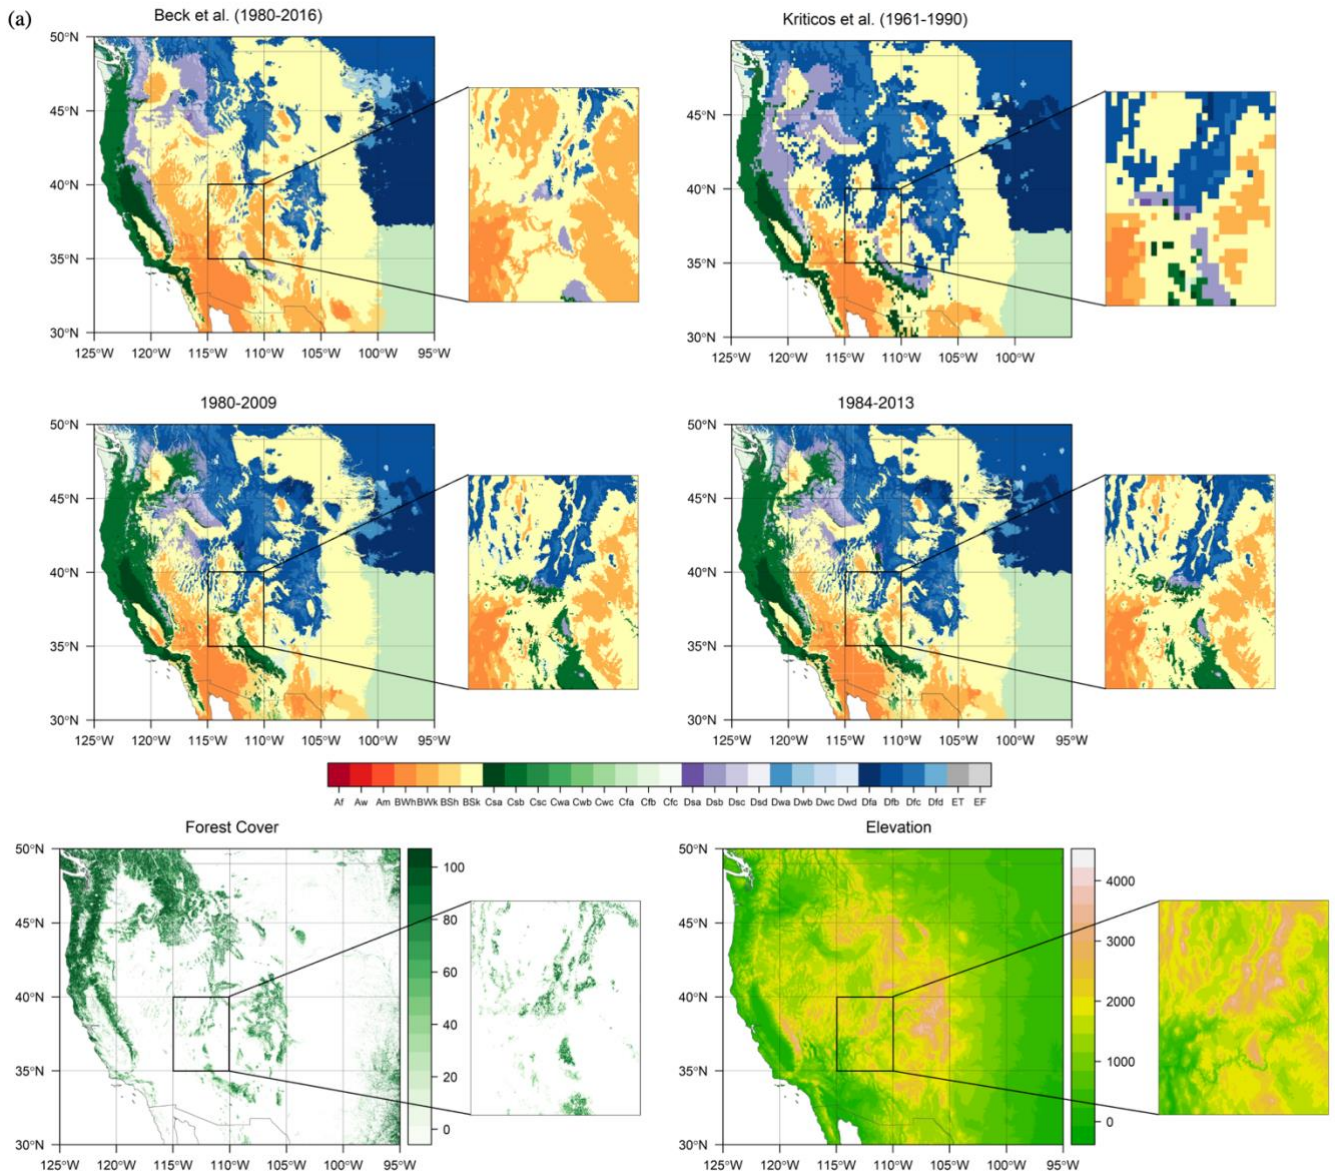 (a)
Beck et al. (1980-2016)
Kriticos et al. (1961-1990)
50°N
45°N
40°N
35°N
30°N
125°W 120°W 115°W 110°W 105°W 100°W 95°W
50°N
45°N
40°N
35°N
30°N
125°W 120°W 115°W 110°W 105°W 100°W
1980-2009
1984-2013
50°N
45°N
40°N
35°N
30°N
125°W 120°W 115°W 110°W 105°W 100°W 95°W
50°N
45°N
40°N
35°N
30°N
125°W 120°W 115°W 110°W 105°W 100°W 95°W
Af Aw Am BWh BWk BSh BSk Csa Csb Csc Cwa Cwb Cwc Cfa Cfb Cfc Dsa Dsb Dsc Dsd Dwa Dwb Dwc Dwd Dfa Dfb Dfc Dfd ET EF
Forest Cover
Elevation
50°N
45°N
40°N
35°N
30°N
125°W 120°W 115°W 110°W 105°W 100°W 95°W
100
80
60
40
20
0
50°N
45°N
40°N
35°N
30°N
125°W 120°W 115°W 110°W 105°W 100°W 95°W
4000
3000
2000
1000
0